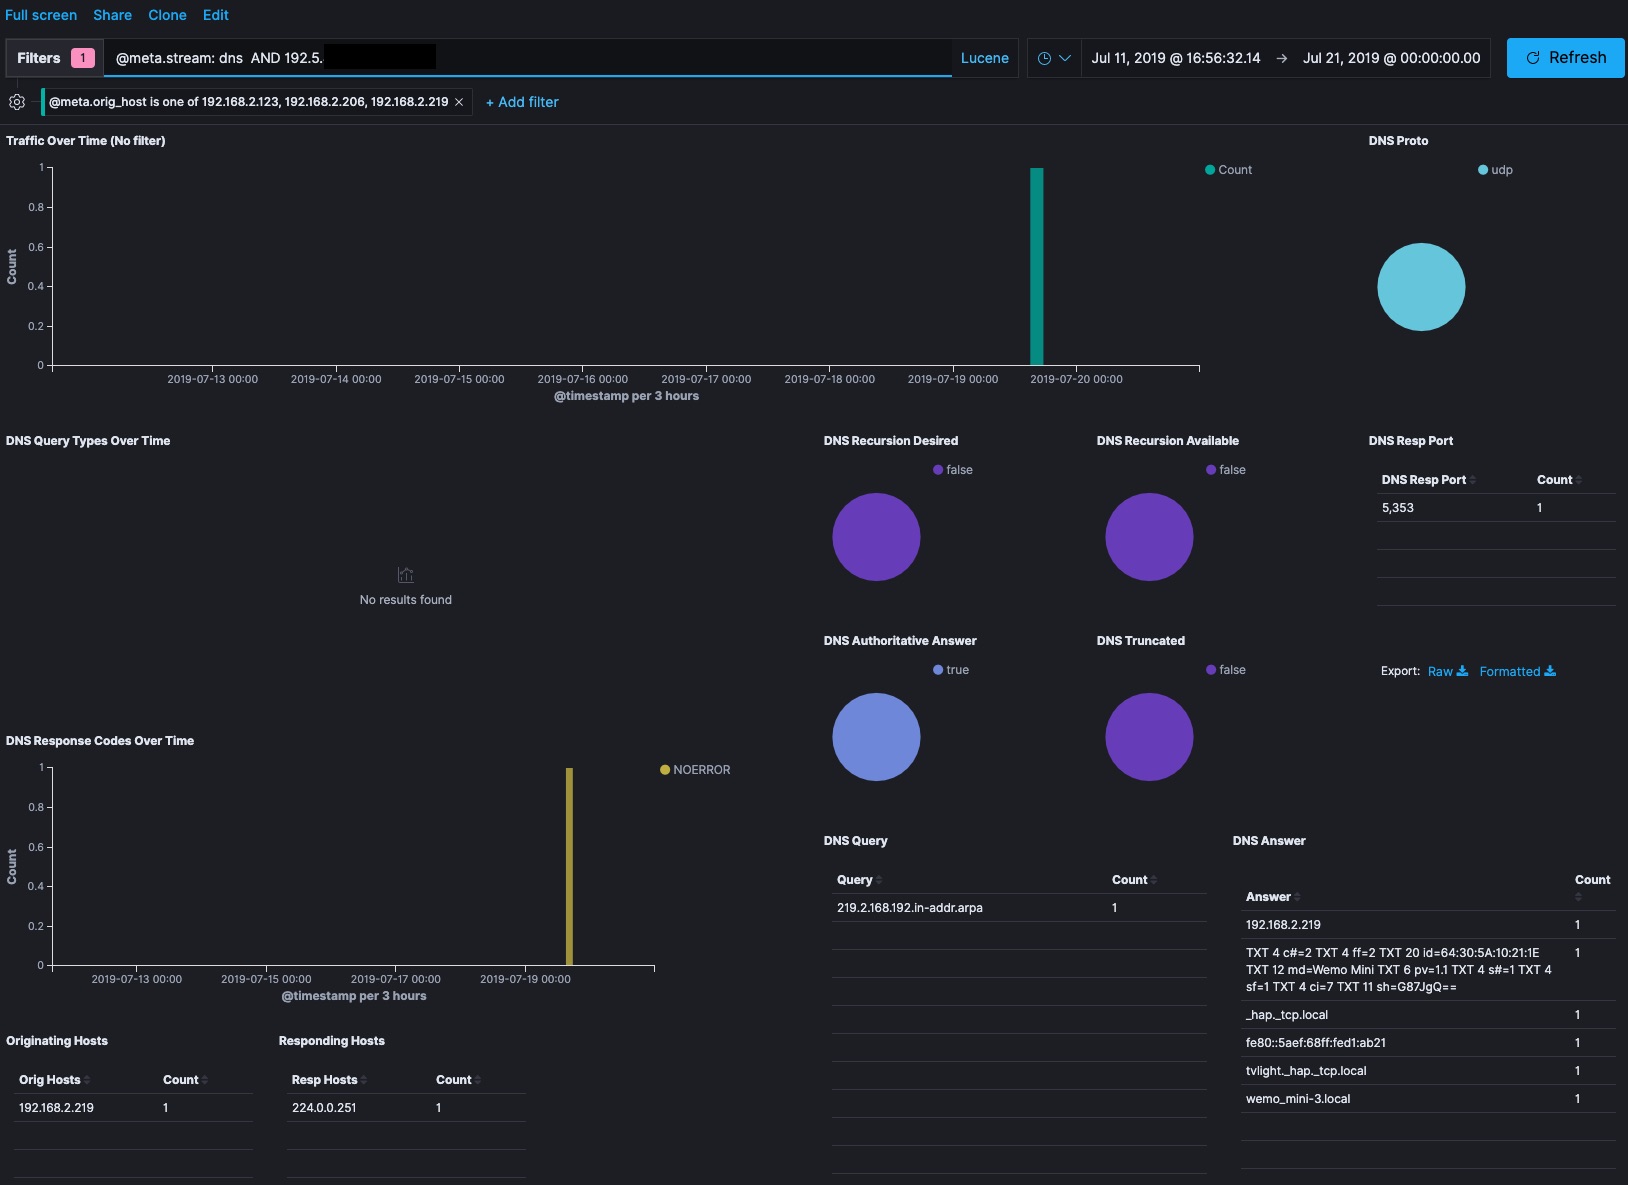 Full screen Share Clone Edit
Filters 1 @meta.stream: dns AND 192.5. Lucene Jul 11, 2019 @ 16:56:32.14 → Jul 21, 2019 @ 00:00:00.00 Refresh
@meta.orig_host is one of 192.168.2.123, 192.168.2.206, 192.168.2.219 × + Add filter
Traffic Over Time (No filter)
Count
1
0.8
0.6
0.4
0.2
0
2019-07-13 00:00 2019-07-14 00:00 2019-07-15 00:00 2019-07-16 00:00 2019-07-17 00:00 2019-07-18 00:00 2019-07-19 00:00 2019-07-20 00:00
@timestamp per 3 hours
Count
DNS Proto
udp
DNS Query Types Over Time
No results found
DNS Recursion Desired
false
DNS Recursion Available
false
DNS Resp Port
DNS Resp Port Count
5,353 1
DNS Authoritative Answer
true
DNS Truncated
false
Export: Raw Formatted
DNS Response Codes Over Time
Count
1
0.8
0.6
0.4
0.2
0
2019-07-13 00:00 2019-07-15 00:00 2019-07-17 00:00 2019-07-19 00:00
@timestamp per 3 hours
NOERROR
DNS Query
Query Count
219.2.168.192.in-addr.arpa 1
DNS Answer
Answer Count
192.168.2.219 1
TXT 4 c#=2 TXT 4 ff=2 TXT 20 id=64:30:5A:10:21:1E 1
TXT 12 md=Wemo Mini TXT 6 pv=1.1 TXT 4 s#=1 TXT 4
sf=1 TXT 4 ci=7 TXT 11 sh=G87JgQ==
_hap._tcp.local 1
fe80::5aef:68ff:fed1:ab21 1
tvlight._hap._tcp.local 1
wemo_mini-3.local 1
Originating Hosts
Orig Hosts Count
192.168.2.219 1
Responding Hosts
Resp Hosts Count
224.0.0.251 1